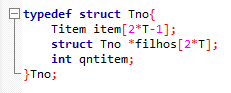 typedef struct Tno{
Titem item[2*T-1];
struct Tno *filhos[2*T];
int qntitem;
}Tno;